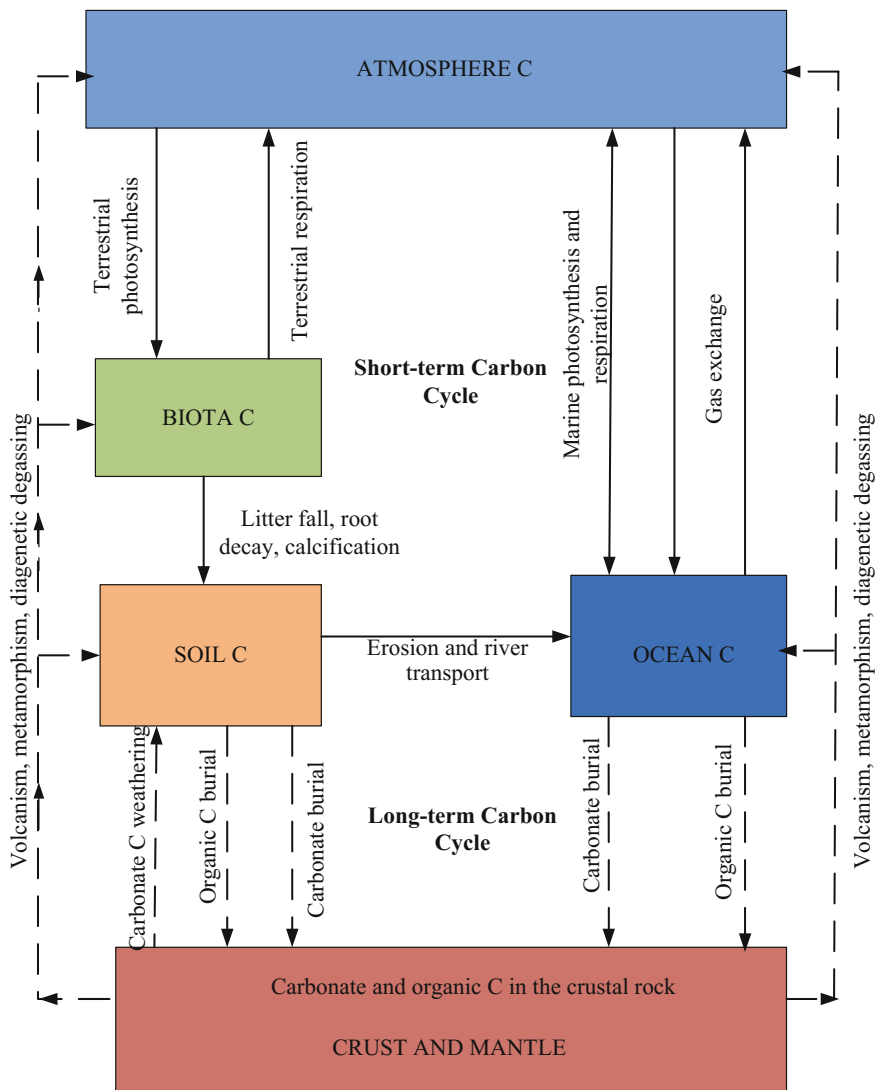 ATMOSPHERE C
Terrestrial
photosynthesis
Terrestrial respiration
Marine photosynthesis and
respiration
Gas exchange
Short-term Carbon
Cycle
BIOTA C
Volcanism, metamorphism, diagenetic degassing
Volcanism, metamorphism, diagenetic degassing
Litter fall, root
decay, calcification
SOIL C
Erosion and river
transport
OCEAN C
Carbonate C weathering
Organic C burial
Carbonate burial
Long-term Carbon
Cycle
Carbonate burial
Organic C burial
Carbonate and organic C in the crustal rock
CRUST AND MANTLE